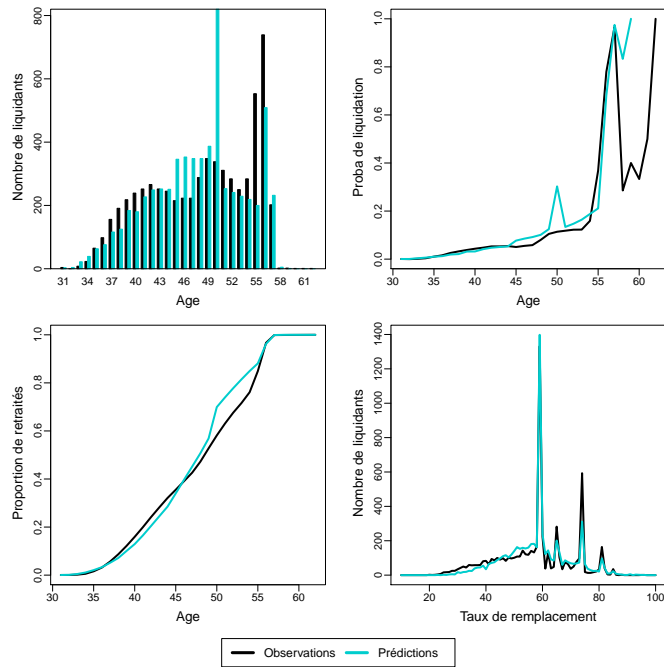 Nombre de liquidants
0 200 400 600 800
31 34 37 40 43 46 49 52 55 58 61
Age
Proba de liquidation
0.0 0.2 0.4 0.6 0.8 1.0
30 35 40 45 50 55 60
Age
Proportion de retraités
0.0 0.2 0.4 0.6 0.8 1.0
30 35 40 45 50 55 60
Age
Nombre de liquidants
0 200 400 600 800 1000 1200 1400
20 40 60 80 100
Taux de remplacement
Observations Prédictions